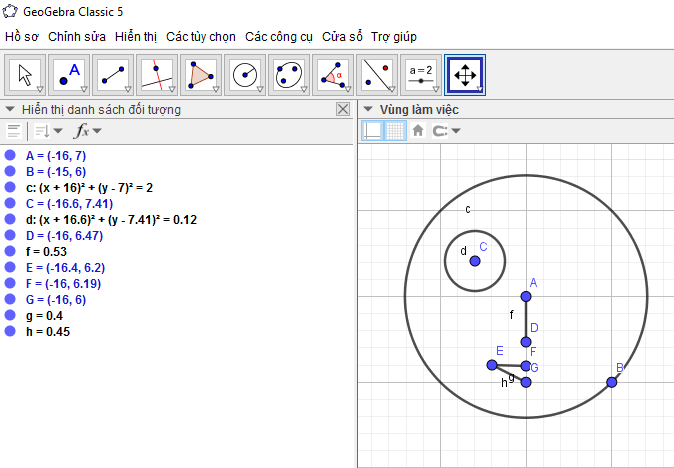 GeoGebra Classic 5
Hồ sơ Chỉnh sửa Hiển thị Các tùy chọn Các công cụ Cửa sổ Trợ giúp
A α a = 2
Hiển thị danh sách đối tượng
fx
A = (-16, 7)
B = (-15, 6)
c: (x + 16)² + (y - 7)² = 2
C = (-16.6, 7.41)
d: (x + 16.6)² + (y - 7.41)² = 0.12
D = (-16, 6.47)
f = 0.53
E = (-16.4, 6.2)
F = (-16, 6.19)
G = (-16, 6)
g = 0.4
h = 0.45
Vùng làm việc
c
d C
A
f
D
E F
G B
h g